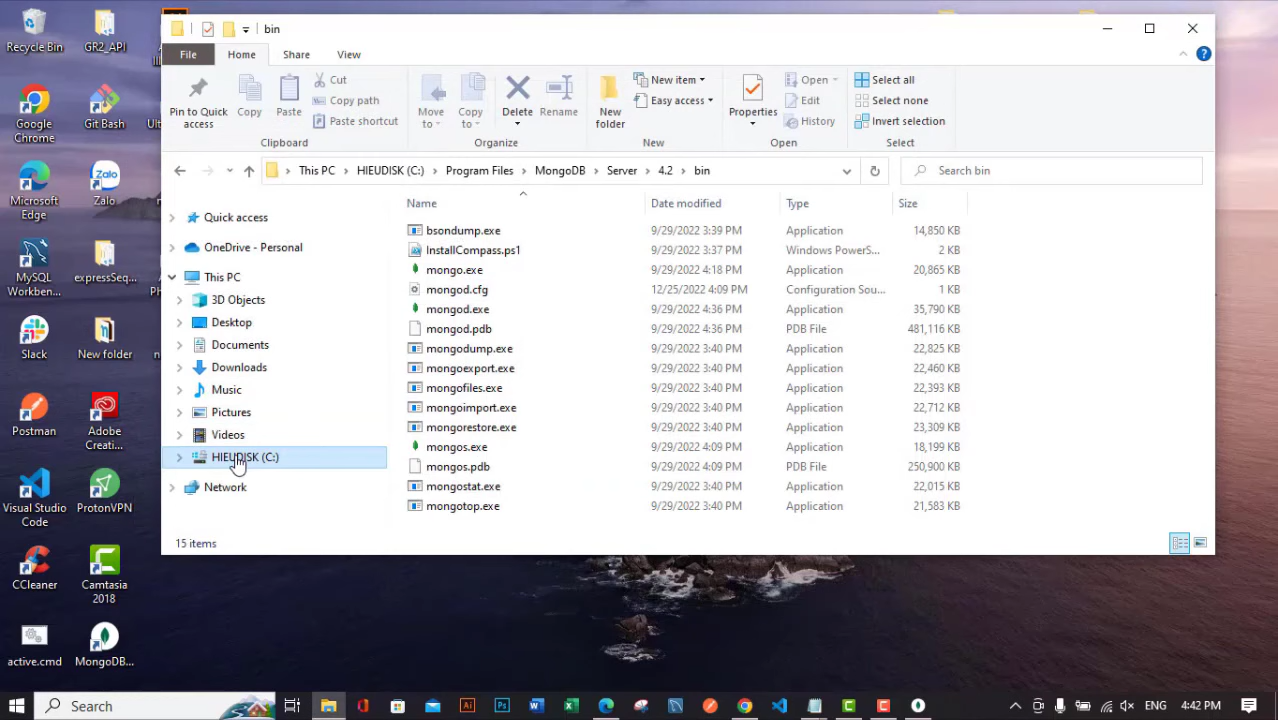 bin
File Home Share View
Pin to Quick access
Copy
Paste
Cut
Copy path
Paste shortcut
Clipboard
Move to
Copy to
Delete
Rename
Organize
New folder
New item
Easy access
New
Properties
Open
Edit
History
Open
Select all
Select none
Invert selection
Select
This PC HIEUDISK (C:) Program Files MongoDB Server 4.2 bin
Search bin
Quick access
OneDrive - Personal
This PC
3D Objects
Desktop
Documents
Downloads
Music
Pictures
Videos
HIEUDISK (C:)
Network
Name Date modified Type Size
bsondump.exe 9/29/2022 3:39 PM Application 14,850 KB
InstallCompass.ps1 9/29/2022 3:37 PM Windows PowerS... 2 KB
mongo.exe 9/29/2022 4:18 PM Application 20,865 KB
mongod.cfg 12/25/2022 4:09 PM Configuration Sou... 1 KB
mongod.exe 9/29/2022 4:36 PM Application 35,790 KB
mongod.pdb 9/29/2022 4:36 PM PDB File 481,116 KB
mongodump.exe 9/29/2022 3:40 PM Application 22,825 KB
mongoexport.exe 9/29/2022 3:40 PM Application 22,460 KB
mongofiles.exe 9/29/2022 3:40 PM Application 22,393 KB
mongoimport.exe 9/29/2022 3:40 PM Application 22,712 KB
mongorestore.exe 9/29/2022 3:40 PM Application 23,309 KB
mongos.exe 9/29/2022 4:09 PM Application 18,199 KB
mongos.pdb 9/29/2022 4:09 PM PDB File 250,900 KB
mongostat.exe 9/29/2022 3:40 PM Application 22,015 KB
mongotop.exe 9/29/2022 3:40 PM Application 21,583 KB
15 items
Recycle Bin
GR2_API
Google Chrome
Git Bash
Microsoft Edge
Zalo
MySQL Workben...
expressSeq...
Slack
New folder
Postman
Adobe Creati...
Visual Studio Code
ProtonVPN
CCleaner
Camtasia 2018
active.cmd
MongoDB...
Search
ENG
4:42 PM